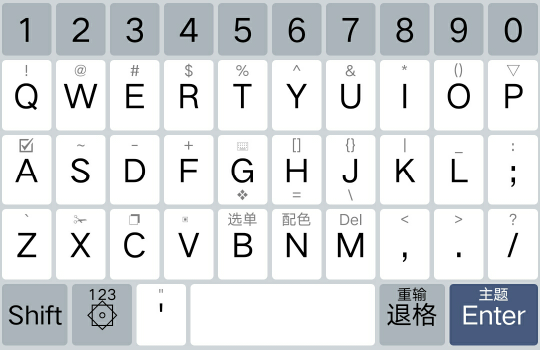 1 2 3 4 5 6 7 8 9 0
! @ # $ % ^ & * () ▽
Q W E R T Y U I O P
~ - + [] {} | _ :
A S D F G H J K L ;
= \
` 选单 配色 Del < > ?
Z X C V B N M , . /
123 " 重输 主题
Shift ' 退格 Enter